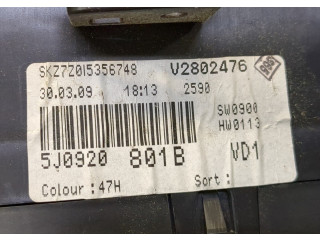 SKZ7Z0I5356748 V2802476
30.03.09 18:13 2590
SW0900
HW0113
5J0920 801B VD1
Colour : 47H Sort :